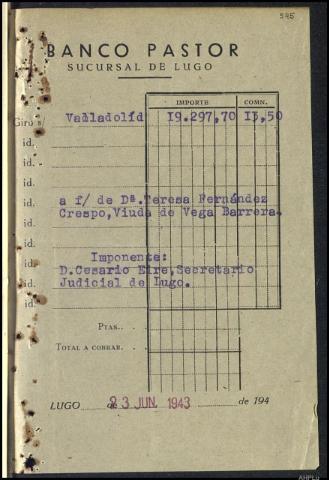 545
BANCO PASTOR
SUCURSAL DE LUGO
IMPORTE COMN.
Giro s/ Valladolid 19.297,70 13,50
id.
id.
id.
id.
a f/ de Dª.Teresa Fernández
Crespo,Viuda de Vega Barrera.
id.
id.
Imponente:
id. D.Cesario Eire,Secretario
Judicial de Lugo.
id.
id.
PTAS..
TOTAL A COBRAR.
LUGO de 23 JUN. 1943 de 194
AHPLu